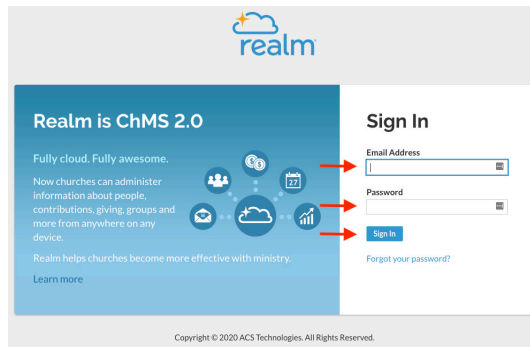 realm
Realm is ChMS 2.0
Fully cloud. Fully awesome.
Now churches can administer
information about people,
contributions, giving, groups and
more from anywhere on any
device.
Realm helps churches become more effective with ministry.
Learn more
27
Sign In
Email Address
Password
Sign In
Forgot your password?
Copyright © 2020 ACS Technologies. All Rights Reserved.